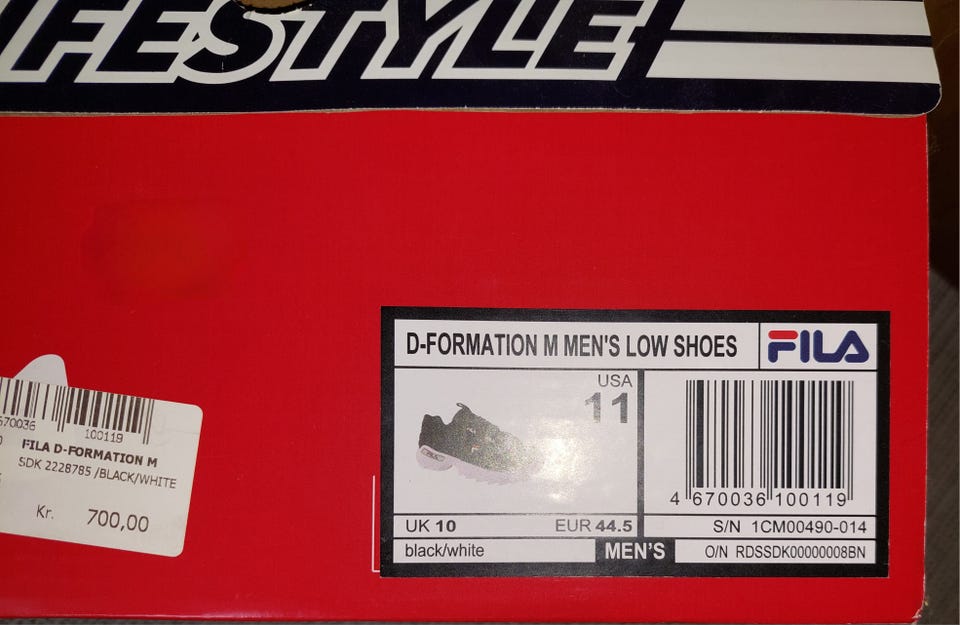 IFESTYLE
D-FORMATION M MEN'S LOW SHOES
FILA
USA
11
4 670036 100119
UK 10 EUR 44.5
S/N 1CM00490-014
black/white
MEN'S
O/N RDSSDK00000008BN
670036
100119
FILA D-FORMATION M
SDK 2228785 /BLACK/WHITE
Kr. 700,00